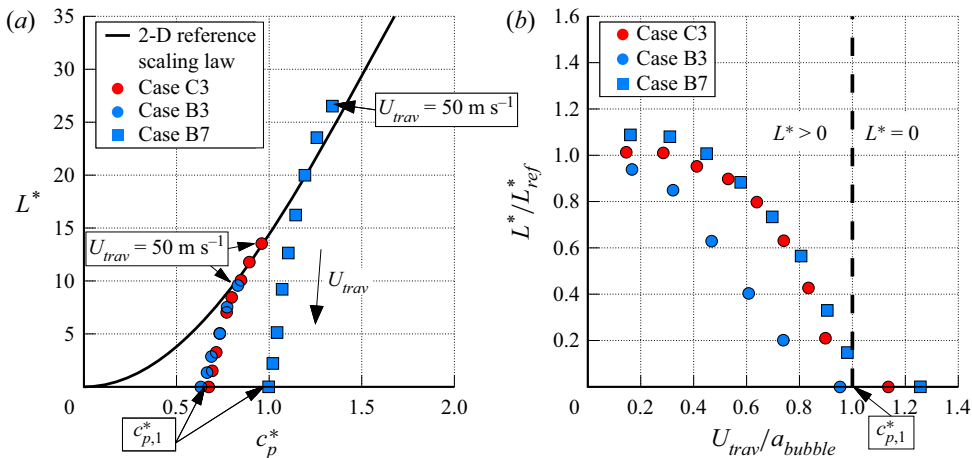 (a)
35
30
25
20
15
10
5
0
0.5
1.0
1.5
2.0
L*
c*p
2-D reference
scaling law
Case C3
Case B3
Case B7
U_trav = 50 m s⁻¹
U_trav = 50 m s⁻¹
U_trav
c*p,1
(b)
1.6
1.4
1.2
1.0
0.8
0.6
0.4
0.2
0
0.2
0.4
0.6
0.8
1.0
1.2
1.4
L*/L*ref
U_trav/a_bubble
Case C3
Case B3
Case B7
L* > 0
L* = 0
c*p,1